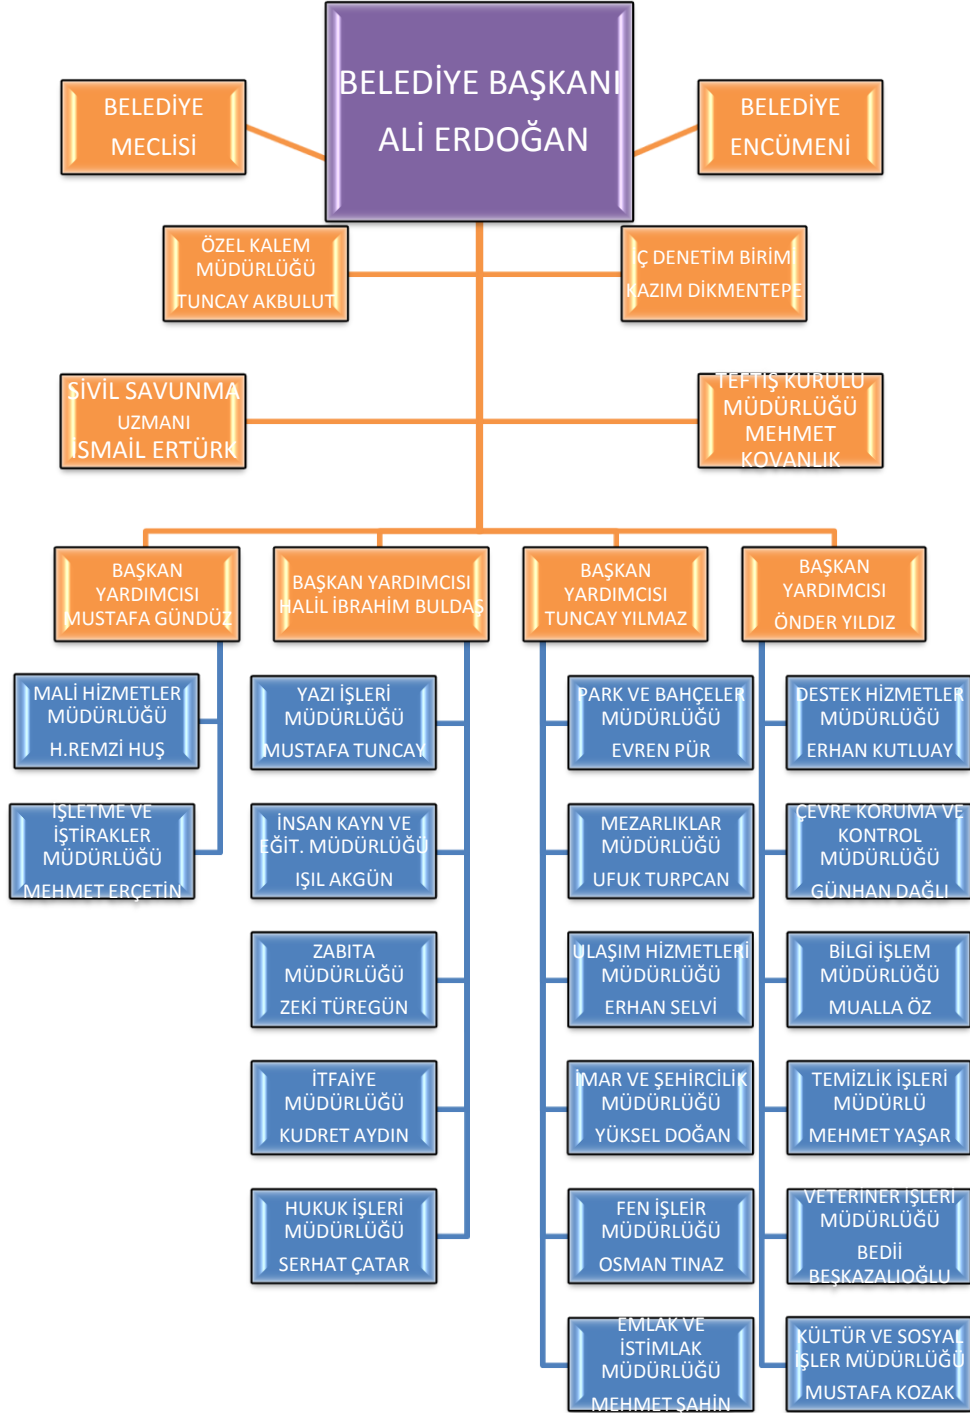 BELEDİYE BAŞKANI
ALİ ERDOĞAN
BELEDİYE
MECLİSİ
BELEDİYE
ENCÜMENİ
ÖZEL KALEM
MÜDÜRLÜĞÜ
TUNCAY AKBULUT
İÇ DENETİM BİRİM
KAZIM DİKMENTEPE
SİVİL SAVUNMA
UZMANI
İSMAİL ERTÜRK
TEFTİŞ KURULU
MÜDÜRLÜĞÜ
MEHMET
KOVANLIK
BAŞKAN
YARDIMCISI
MUSTAFA GÜNDÜZ
BAŞKAN YARDIMCISI
HALİL İBRAHİM BULDAŞ
BAŞKAN
YARDIMCISI
TUNCAY YILMAZ
BAŞKAN
YARDIMCISI
ÖNDER YILDIZ
MALİ HİZMETLER
MÜDÜRLÜĞÜ
H.REMZİ HUŞ
İŞLETME VE
İŞTİRAKLER
MÜDÜRLÜĞÜ
MEHMET ERÇETİN
YAZI İŞLERİ
MÜDÜRLÜĞÜ
MUSTAFA TUNCAY
İNSAN KAYN VE
EĞİT. MÜDÜRLÜĞÜ
IŞIL AKGÜN
ZABITA
MÜDÜRLÜĞÜ
ZEKİ TÜREGÜN
İTFAİYE
MÜDÜRLÜĞÜ
KUDRET AYDIN
HUKUK İŞLERİ
MÜDÜRLÜĞÜ
SERHAT ÇATAR
PARK VE BAHÇELER
MÜDÜRLÜĞÜ
EVREN PÜR
MEZARLIKLAR
MÜDÜRLÜĞÜ
UFUK TURPCAN
ULAŞIM HİZMETLERİ
MÜDÜRLÜĞÜ
ERHAN SELVİ
İMAR VE ŞEHİRCİLİK
MÜDÜRLÜĞÜ
YÜKSEL DOĞAN
FEN İŞLEİR
MÜDÜRLÜĞÜ
OSMAN TINAZ
EMLAK VE
İSTİMLAK
MÜDÜRLÜĞÜ
MEHMET ŞAHİN
DESTEK HİZMETLER
MÜDÜRLÜĞÜ
ERHAN KUTLUAY
ÇEVRE KORUMA VE
KONTROL
MÜDÜRLÜĞÜ
GÜNHAN DAĞLI
BİLGİ İŞLEM
MÜDÜRLÜĞÜ
MUALLA ÖZ
TEMİZLİK İŞLERİ
MÜDÜRLÜ
MEHMET YAŞAR
VETERİNER İŞLERİ
MÜDÜRLÜĞÜ
BEDİİ
BEŞKAZALIOĞLU
KÜLTÜR VE SOSYAL
İŞLER MÜDÜRLÜĞÜ
MUSTAFA KOZAK